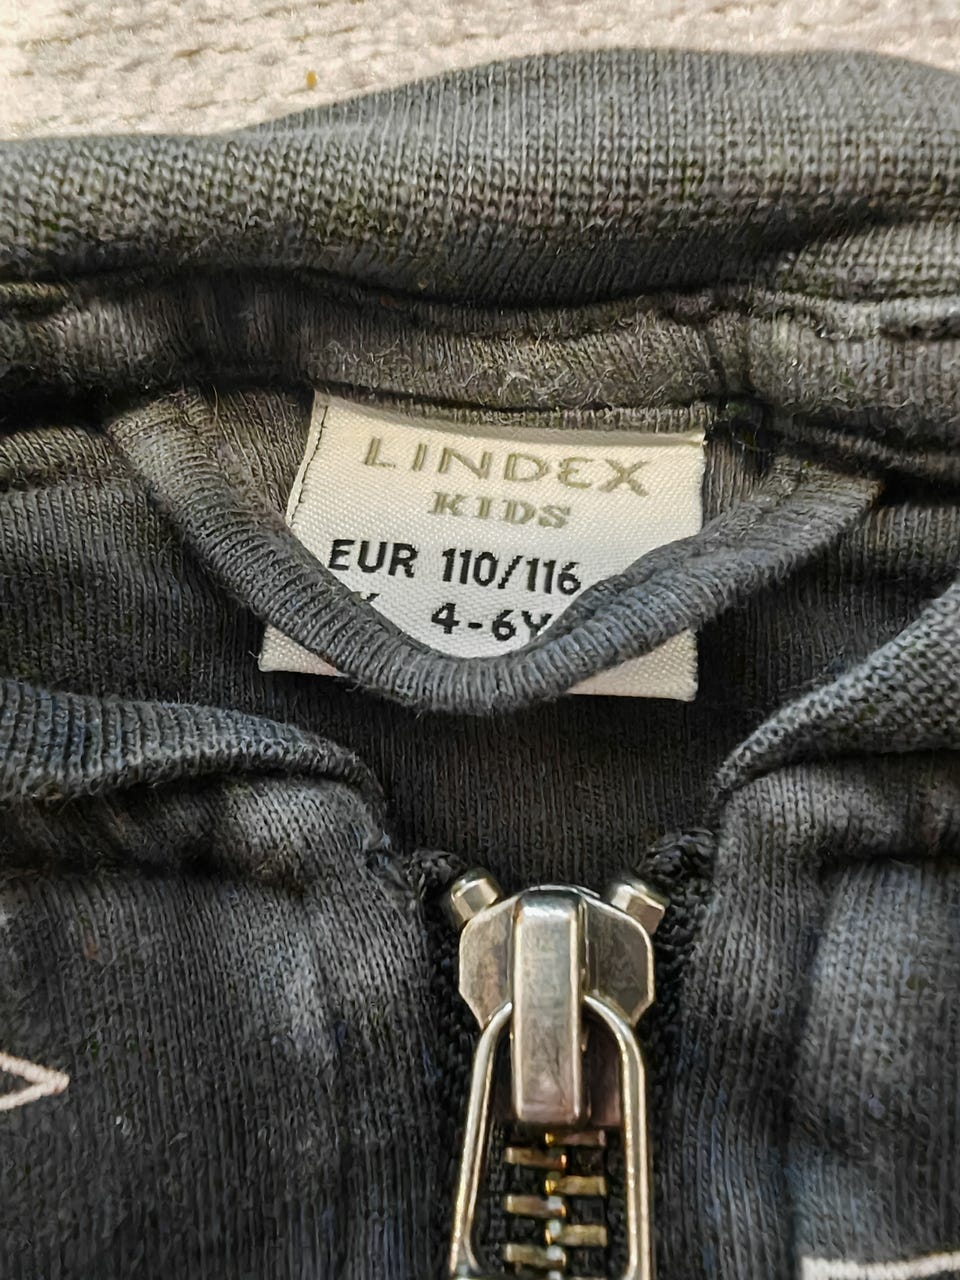 LINDEX
KIDS
EUR 110/116
4-6Y